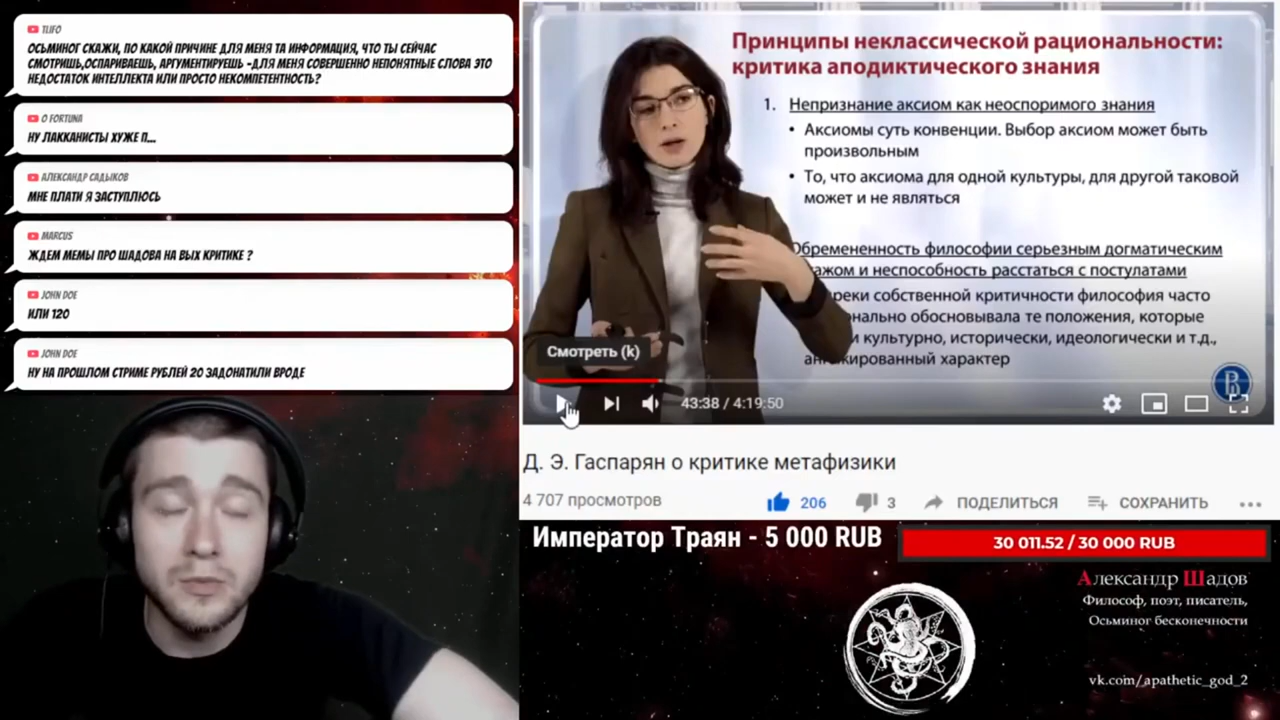 1LIFO
ОСЬМИНОГ СКАЖИ, ПО КАКОЙ ПРИЧИНЕ ДЛЯ МЕНЯ ТА ИНФОРМАЦИЯ, ЧТО ТЫ СЕЙЧАС
СМОТРИШЬ,ОСПАРИВАЕШЬ, АРГУМЕНТИРУЕШЬ -ДЛЯ МЕНЯ СОВЕРШЕННО НЕПОНЯТНЫЕ СЛОВА ЭТО
НЕДОСТАТОК ИНТЕЛЛЕКТА ИЛИ ПРОСТО НЕКОМПЕТЕНТНОСТЬ?
O FORTUNA
НУ ЛАККАНИСТЫ ХУЖЕ П...
АЛЕКСАНДР САДЫКОВ
МНЕ ПЛАТИ Я ЗАСТУПЛЮСЬ
MARCUS
ЖДЕМ МЕМЫ ПРО ШАДОВА НА ВЫХ КРИТИКЕ ?
JOHN DOE
ИЛИ 120
JOHN DOE
НУ НА ПРОШЛОМ СТРИМЕ РУБЛЕЙ 20 ЗАДОНАТИЛИ ВРОДЕ
Принципы неклассической рациональности:
критика аподиктического знания
1. Непризнание аксиом как неоспоримого знания
• Аксиомы суть конвенции. Выбор аксиом может быть
произвольным
• То, что аксиома для одной культуры, для другой таковой
может и не являться
Обремененность философии серьезным догматическим
и неспособность расстаться с постулатами
собственной критичности философия часто
обосновывала те положения, которые
культурно, исторически, идеологически и т.д.,
характер
Смотреть (k)
43:38 / 4:19:50
Д. Э. Гаспарян о критике метафизики
4 707 просмотров
206
3
ПОДЕЛИТЬСЯ
СОХРАНИТЬ
Император Траян - 5 000 RUB
30 011.52 / 30 000 RUB
Александр Шадов
Философ, поэт, писатель,
Осьминог бесконечности
vk.com/apathetic_god_2